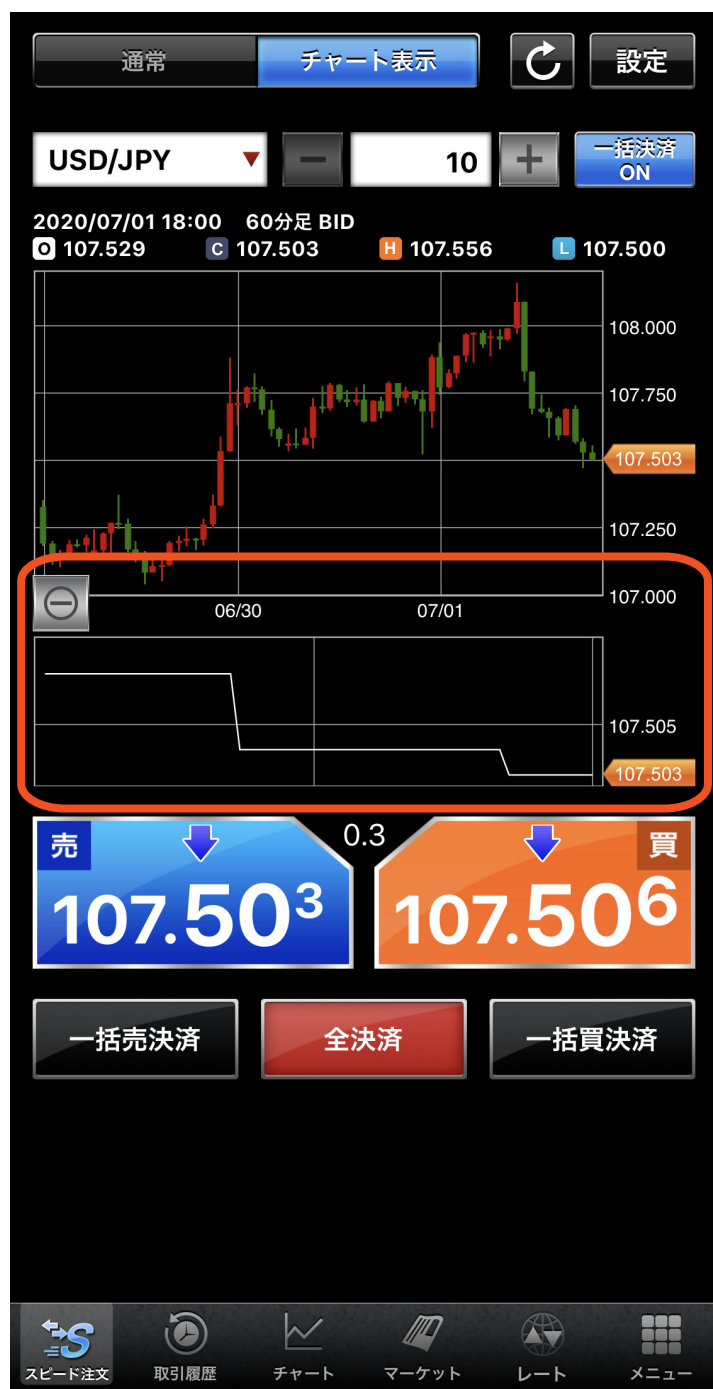 通常 チャート表示 設定
USD/JPY 10 一括決済
ON
2020/07/01 18:00 60分足 BID
O 107.529 C 107.503 H 107.556 L 107.500
108.000
107.750
107.503
107.250
107.000
06/30 07/01
107.505
107.503
売 0.3 買
107.503 107.506
一括売決済 全決済 一括買決済
S
スピード注文 取引履歴 チャート マーケット レート メニュー